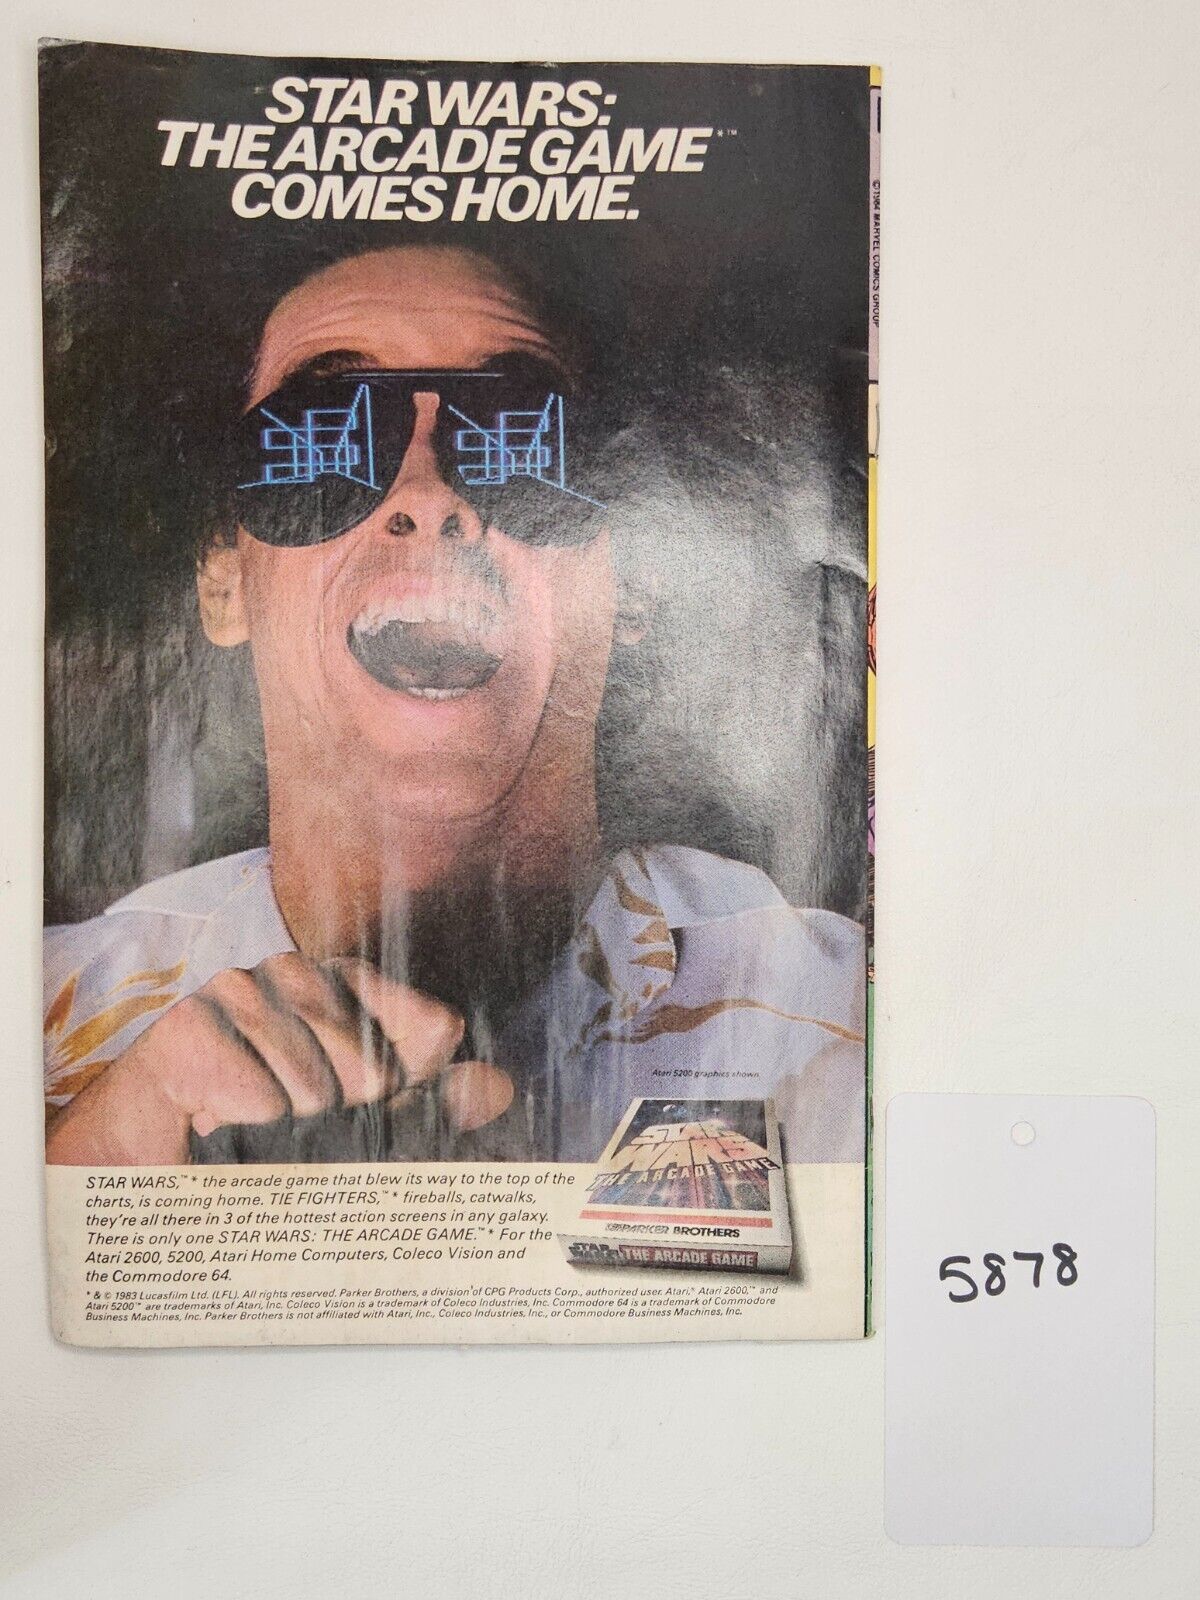 STAR WARS:
THE ARCADE GAME*™
COMES HOME.
© 1984 MARVEL COMICS GROUP
Atari 5200 graphics shown.
STAR
WARS
THE ARCADE GAME
PARKER BROTHERS
STAR WARS THE ARCADE GAME
STAR WARS,™* the arcade game that blew its way to the top of the
charts, is coming home. TIE FIGHTERS,™* fireballs, catwalks,
they're all there in 3 of the hottest action screens in any galaxy.
There is only one STAR WARS: THE ARCADE GAME.™* For the
Atari 2600, 5200, Atari Home Computers, Coleco Vision and
the Commodore 64.
* & © 1983 Lucasfilm Ltd. (LFL). All rights reserved. Parker Brothers, a division of CPG Products Corp., authorized user. Atari,® Atari 2600,™ and
Atari 5200™ are trademarks of Atari, Inc. Coleco Vision is a trademark of Coleco Industries, Inc. Commodore 64 is a trademark of Commodore
Business Machines, Inc. Parker Brothers is not affiliated with Atari, Inc., Coleco Industries, Inc., or Commodore Business Machines, Inc.
5878